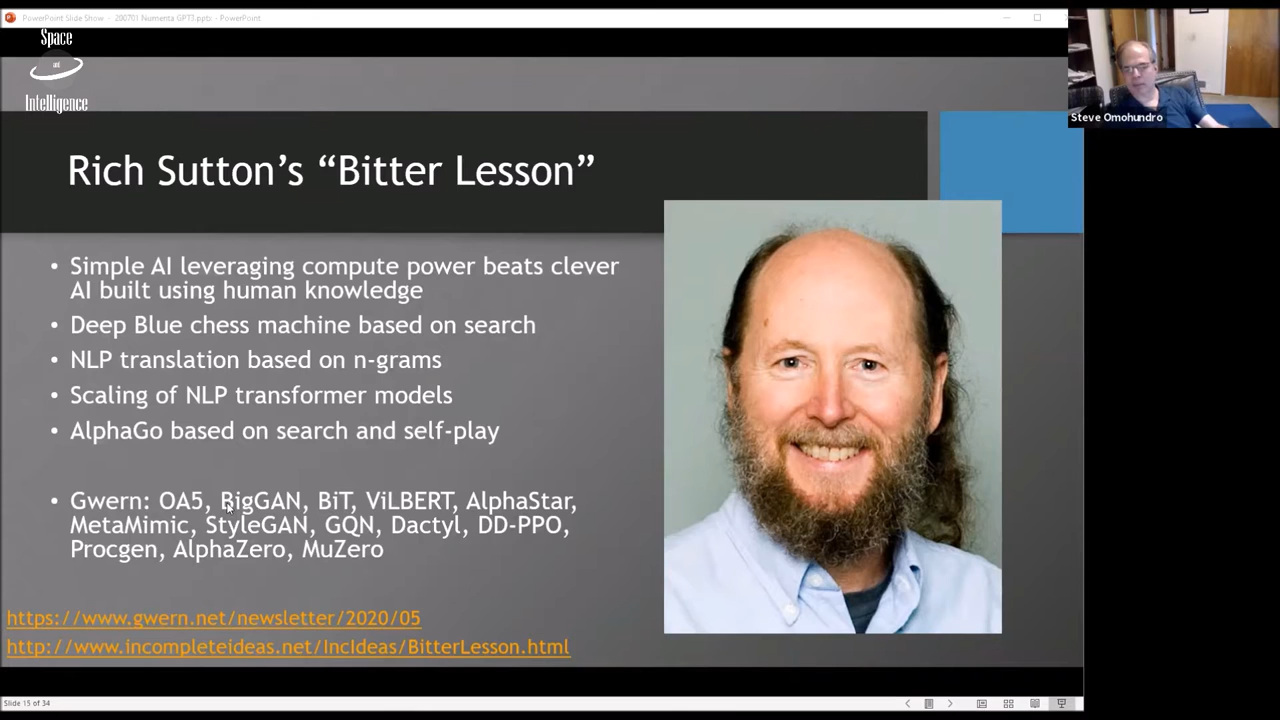 PowerPoint Slide Show - 200701 Numenta GPT3.pptx - PowerPoint
Space
and
Intelligence
Steve Omohundro
Rich Sutton's “Bitter Lesson”
• Simple AI leveraging compute power beats clever
AI built using human knowledge
• Deep Blue chess machine based on search
• NLP translation based on n-grams
• Scaling of NLP transformer models
• AlphaGo based on search and self-play
• Gwern: OA5, BigGAN, BiT, ViLBERT, AlphaStar,
MetaMimic, StyleGAN, GQN, Dactyl, DD-PPO,
Procgen, AlphaZero, MuZero
https://www.gwern.net/newsletter/2020/05
http://www.incompleteideas.net/IncIdeas/BitterLesson.html
Slide 15 of 34